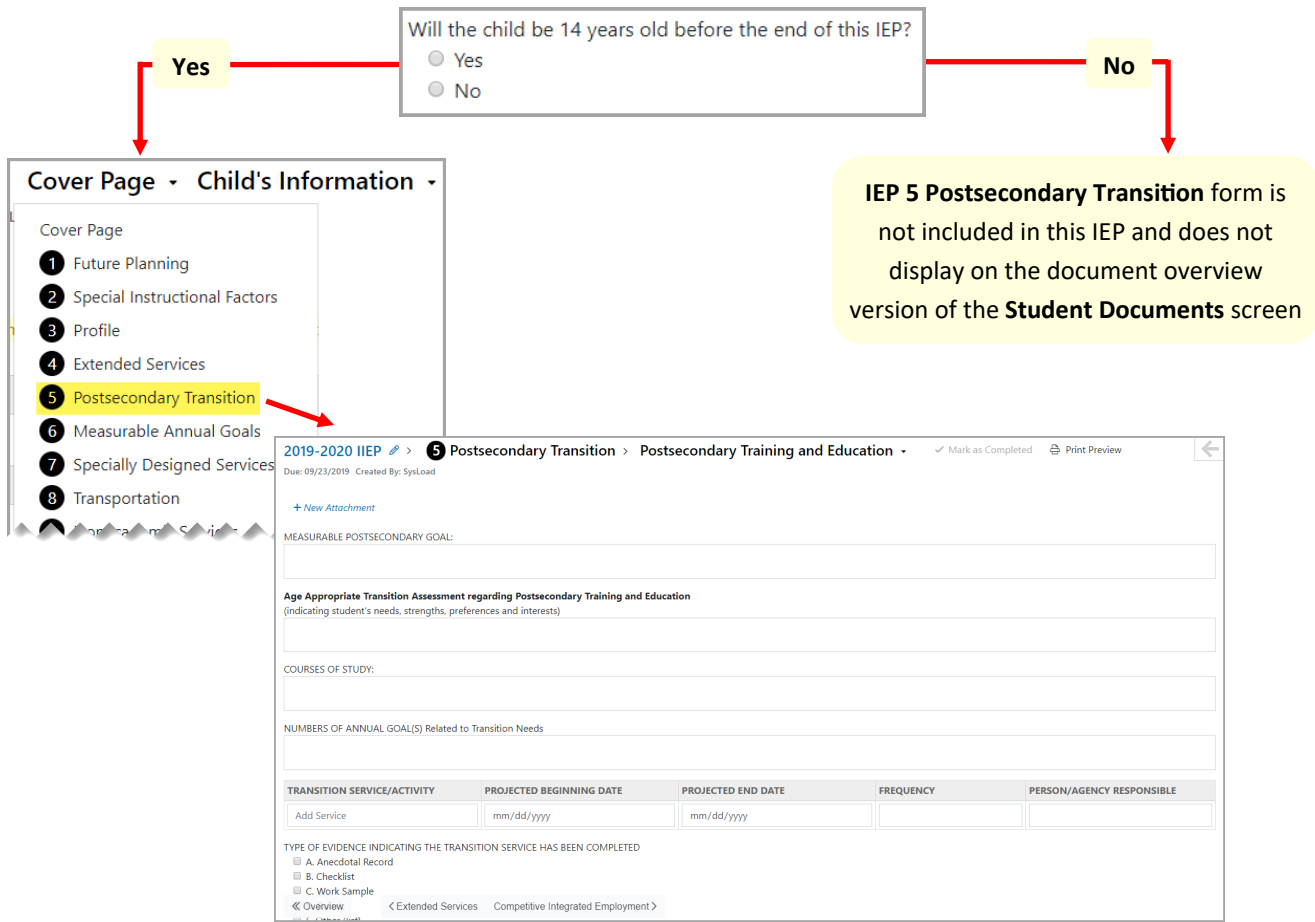 Will the child be 14 years old before the end of this IEP?
Yes
No
Yes
No
Cover Page Child's Information
Cover Page
1 Future Planning
2 Special Instructional Factors
3 Profile
4 Extended Services
5 Postsecondary Transition
6 Measurable Annual Goals
7 Specially Designed Services
8 Transportation
IEP 5 Postsecondary Transition form is
not included in this IEP and does not
display on the document overview
version of the Student Documents screen
2019-2020 IIEP > 5 Postsecondary Transition > Postsecondary Training and Education ✓ Mark as Completed Print Preview
Due: 09/23/2019 Created By: SysLoad
+ New Attachment
MEASURABLE POSTSECONDARY GOAL:
Age Appropriate Transition Assessment regarding Postsecondary Training and Education
(indicating student's needs, strengths, preferences and interests)
COURSES OF STUDY:
NUMBERS OF ANNUAL GOAL(S) Related to Transition Needs
TRANSITION SERVICE/ACTIVITY PROJECTED BEGINNING DATE PROJECTED END DATE FREQUENCY PERSON/AGENCY RESPONSIBLE
Add Service mm/dd/yyyy mm/dd/yyyy
TYPE OF EVIDENCE INDICATING THE TRANSITION SERVICE HAS BEEN COMPLETED
A. Anecdotal Record
B. Checklist
C. Work Sample
« Overview < Extended Services Competitive Integrated Employment >